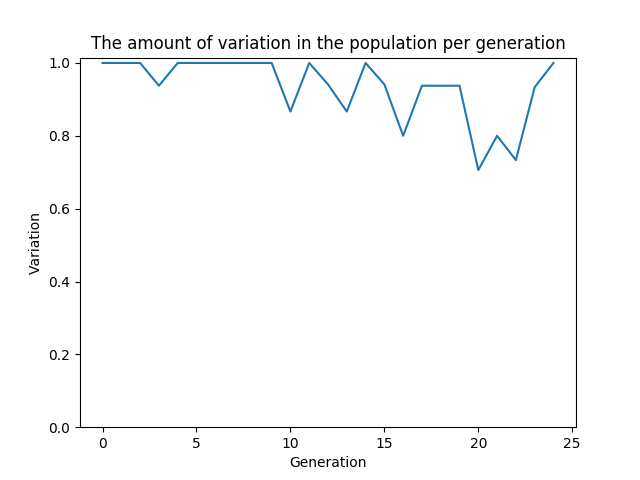 The amount of variation in the population per generation
1.0
0.8
0.6
0.4
0.2
0.0
Variation
0 5 10 15 20 25
Generation